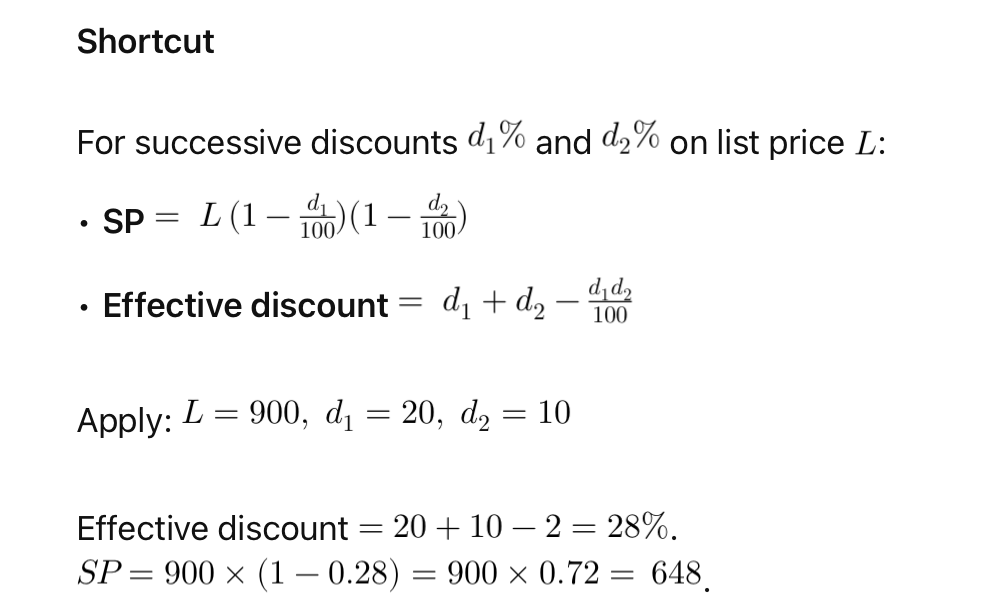 Shortcut
For successive discounts $d_1\%$ and $d_2\%$ on list price $L$:
• SP = $L\,(1 - \frac{d_1}{100})(1 - \frac{d_2}{100})$
• Effective discount = $d_1 + d_2 - \frac{d_1 d_2}{100}$
Apply: $L = 900,\ d_1 = 20,\ d_2 = 10$
Effective discount $= 20 + 10 - 2 = 28\%$.
$SP = 900 \times (1 - 0.28) = 900 \times 0.72 = 648$.